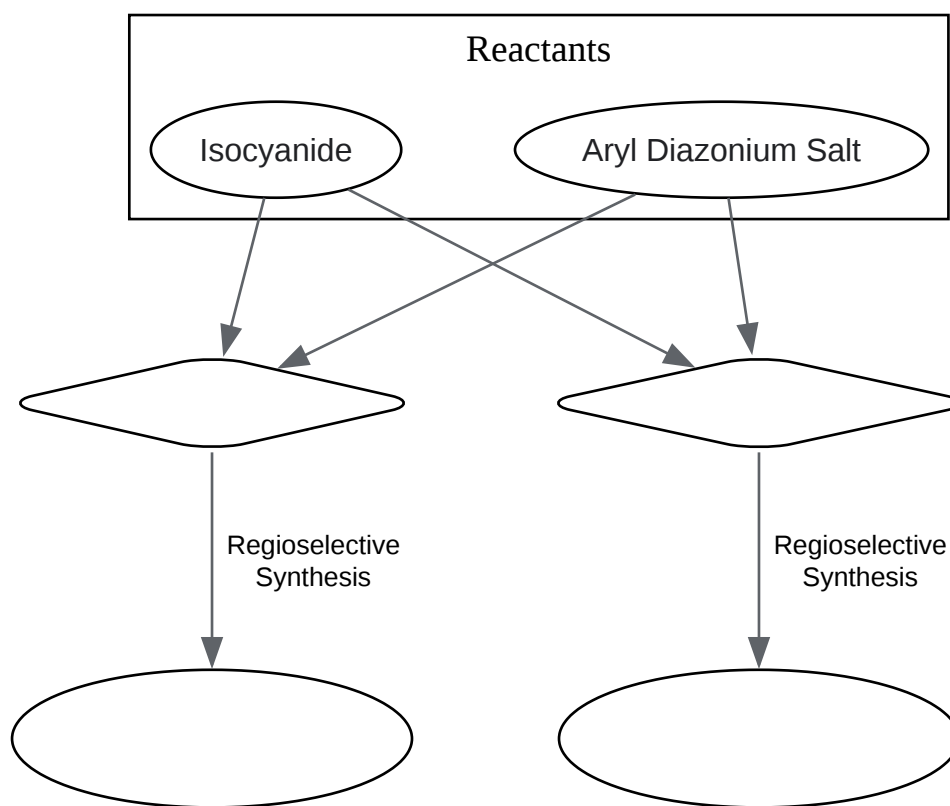 Reactants
Isocyanide
Aryl Diazonium Salt
Regioselective
Synthesis
Regioselective
Synthesis